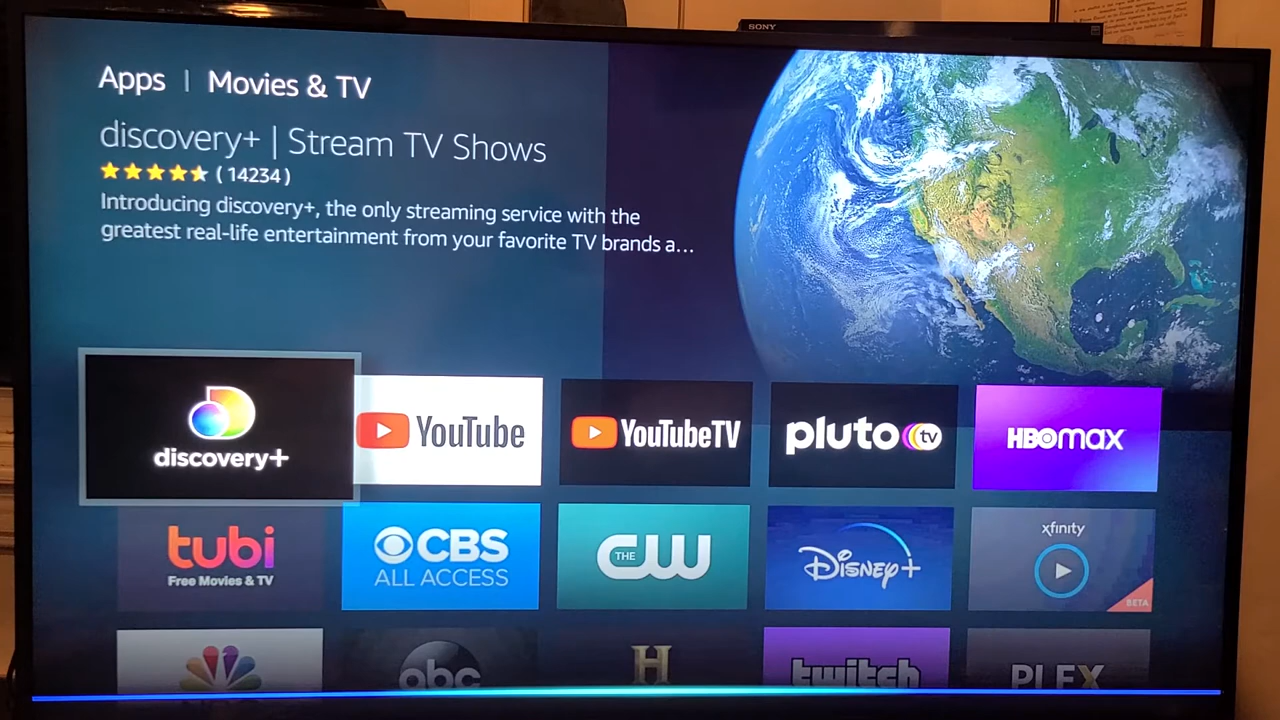 SONY
Apps | Movies & TV
discovery+ | Stream TV Shows
(14234)
Introducing discovery+, the only streaming service with the
greatest real-life entertainment from your favorite TV brands a...
discovery+
YouTube
YouTubeTV
pluto tv
HBOMAX
tubi
Free Movies & TV
CBS
ALL ACCESS
THE CW
Disney+
xfinity
BETA
abc
H
twitch
PLEX